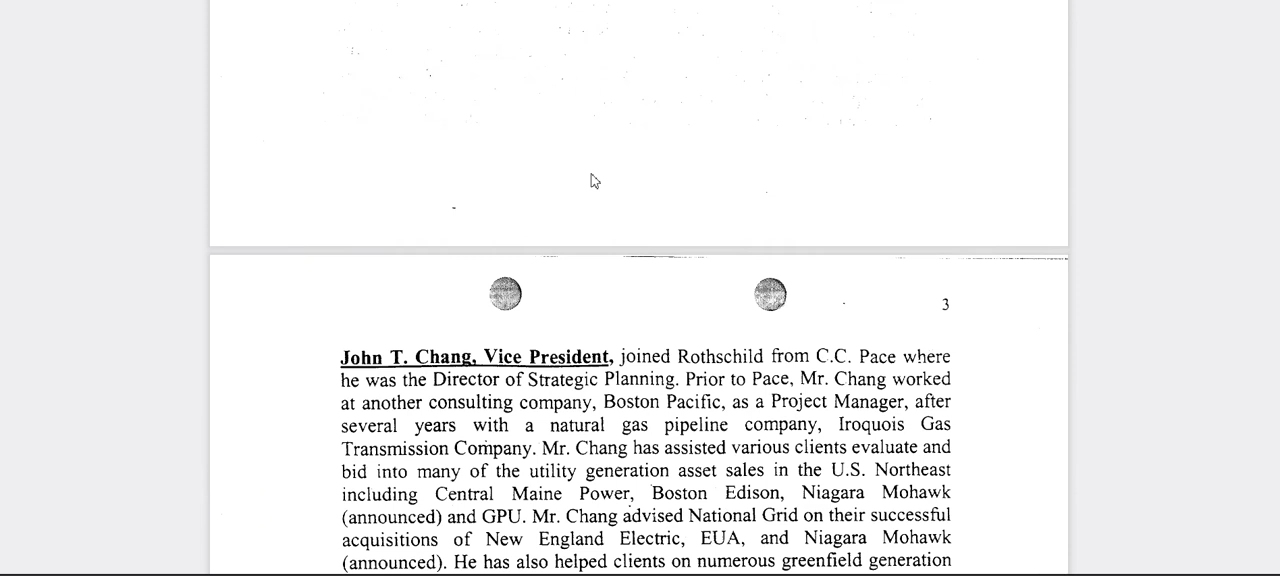 3
John T. Chang, Vice President, joined Rothschild from C.C. Pace where
he was the Director of Strategic Planning. Prior to Pace, Mr. Chang worked
at another consulting company, Boston Pacific, as a Project Manager, after
several years with a natural gas pipeline company, Iroquois Gas
Transmission Company. Mr. Chang has assisted various clients evaluate and
bid into many of the utility generation asset sales in the U.S. Northeast
including Central Maine Power, Boston Edison, Niagara Mohawk
(announced) and GPU. Mr. Chang advised National Grid on their successful
acquisitions of New England Electric, EUA, and Niagara Mohawk
(announced). He has also helped clients on numerous greenfield generation